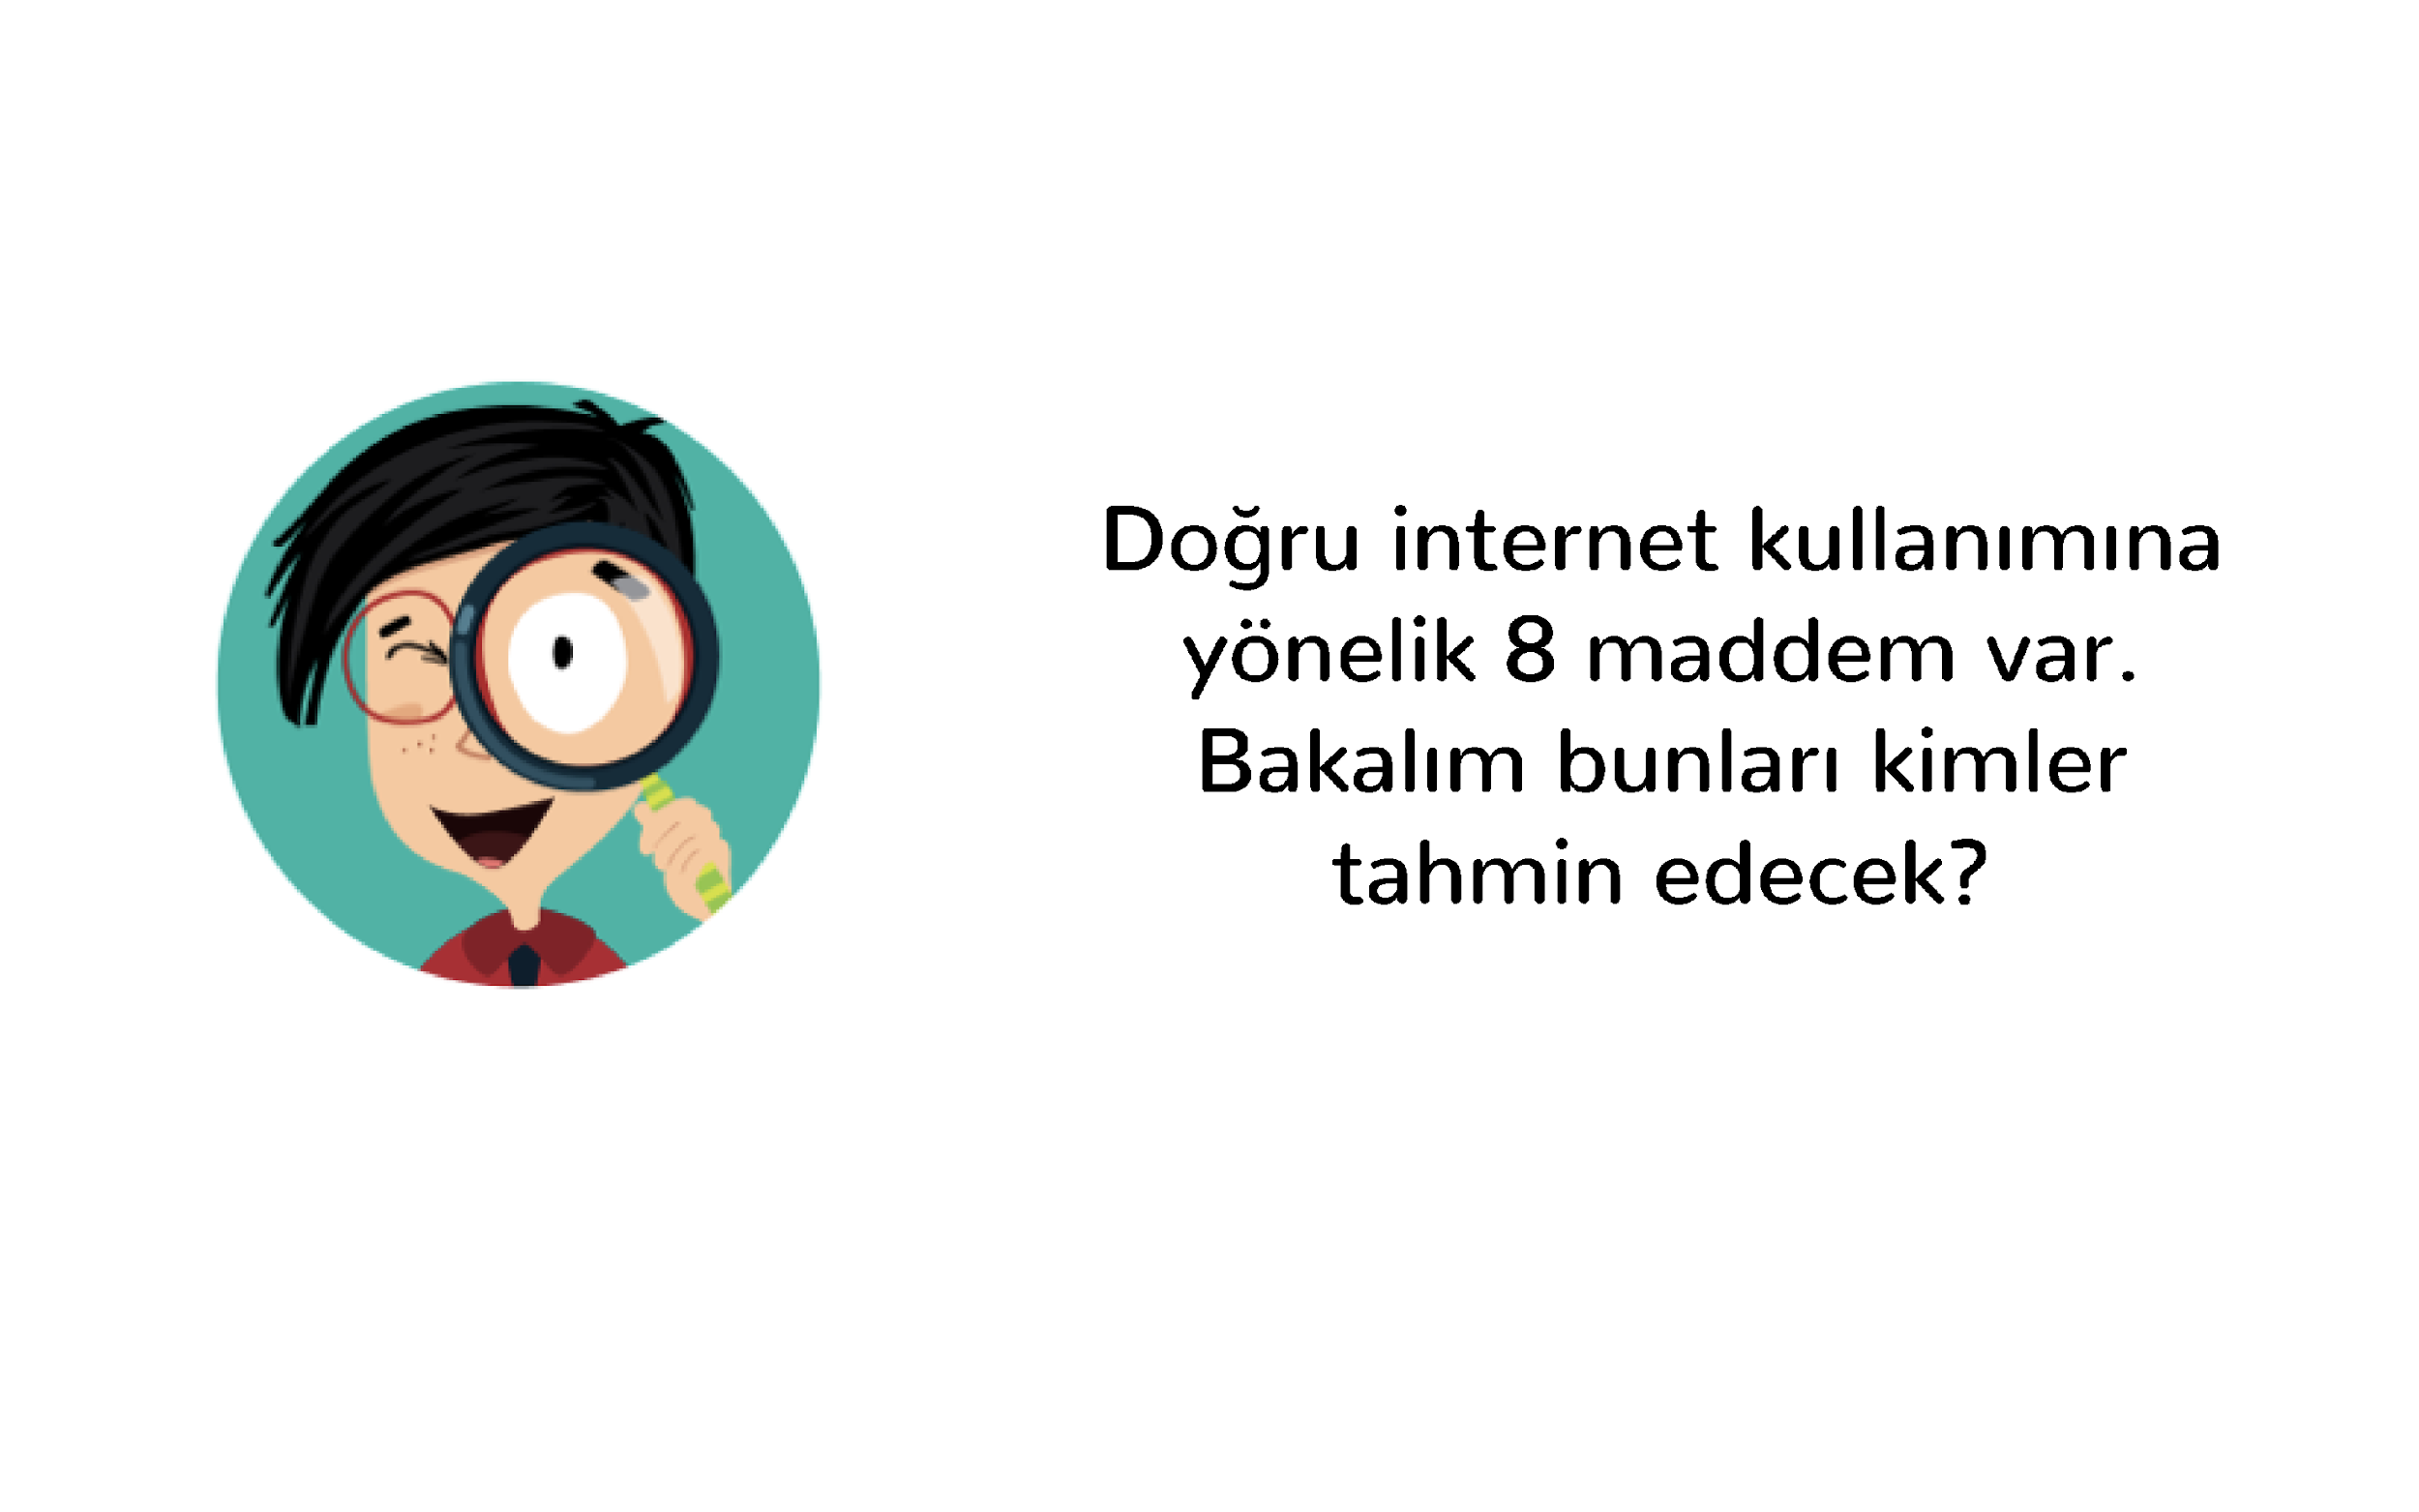 Doğru internet kullanımına
yönelik 8 maddem var.
Bakalım bunları kimler
tahmin edecek?